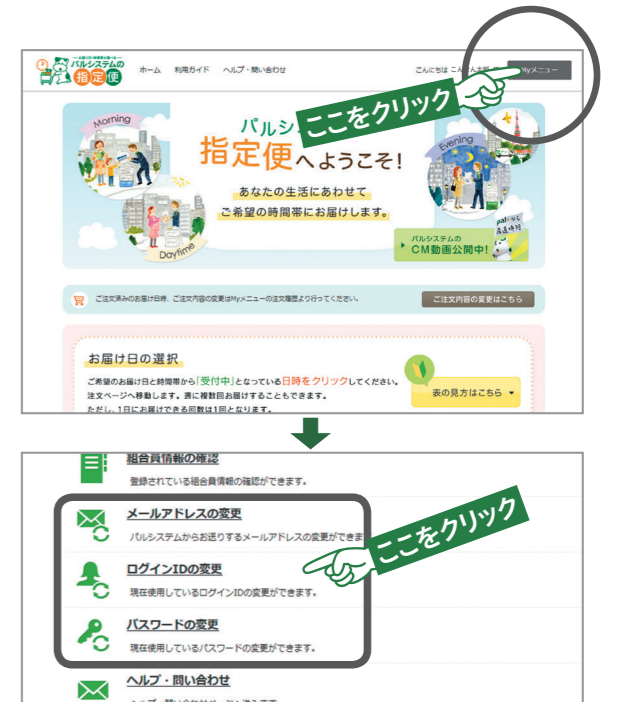 お届け日・時間帯が選べる
パルシステムの
指定便
ホーム 利用ガイド ヘルプ・問い合わせ
こんにちは
Myメニュー
ここをクリック
Morning
Evening
Daytime
指定便へようこそ!
あなたの生活にあわせて
ご希望の時間帯にお届けします。
パルシステムの
CM動画公開中!
ご注文済みのお届け日時、ご注文内容の変更はMyメニューの注文履歴より行ってください。
ご注文内容の変更はこちら
お届け日の選択
ご希望のお届け日と時間帯から「受付中」となっている日時をクリックしてください。
注文ページへ移動します。週に複数回お届けすることもできます。
ただし、1日にお届けできる回数は1回となります。
表の見方はこちら
組合員情報の確認
登録されている組合員情報の確認ができます。
メールアドレスの変更
パルシステムからお送りするメールアドレスの変更ができま
ここをクリック
ログインIDの変更
現在使用しているログインIDの変更ができます。
パスワードの変更
現在使用しているパスワードの変更ができます。
ヘルプ・問い合わせ